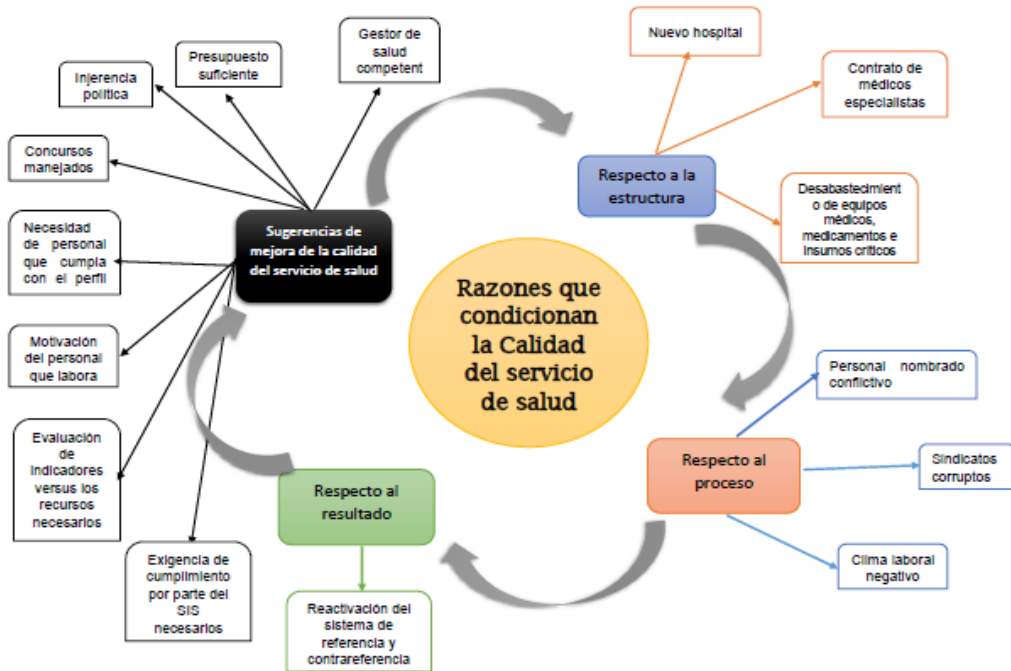 Gestor de
salud
competent
Presupuesto
suficiente
Injerencia
política
Concursos
manejados
Necesidad
de personal
que cumpla
con el perfil
Motivación
del personal
que labora
Evaluación
de
indicadores
versus los
recursos
necesarios
Exigencia de
cumplimiento
por parte del
SIS
necesarios
Sugerencias de
mejora de la calidad
del servicio de salud
Nuevo hospital
Contrato de
médicos
especialistas
Respecto a la
estructura
Desabastecimient
o de equipos
médicos,
medicamentos e
insumos críticos
Razones que
condicionan
la Calidad
del servicio
de salud
Personal nombrado
conflictivo
Respecto al
proceso
Sindicatos
corruptos
Clima laboral
negativo
Respecto al
resultado
Reactivación del
sistema de
referencia y
contrareferencia